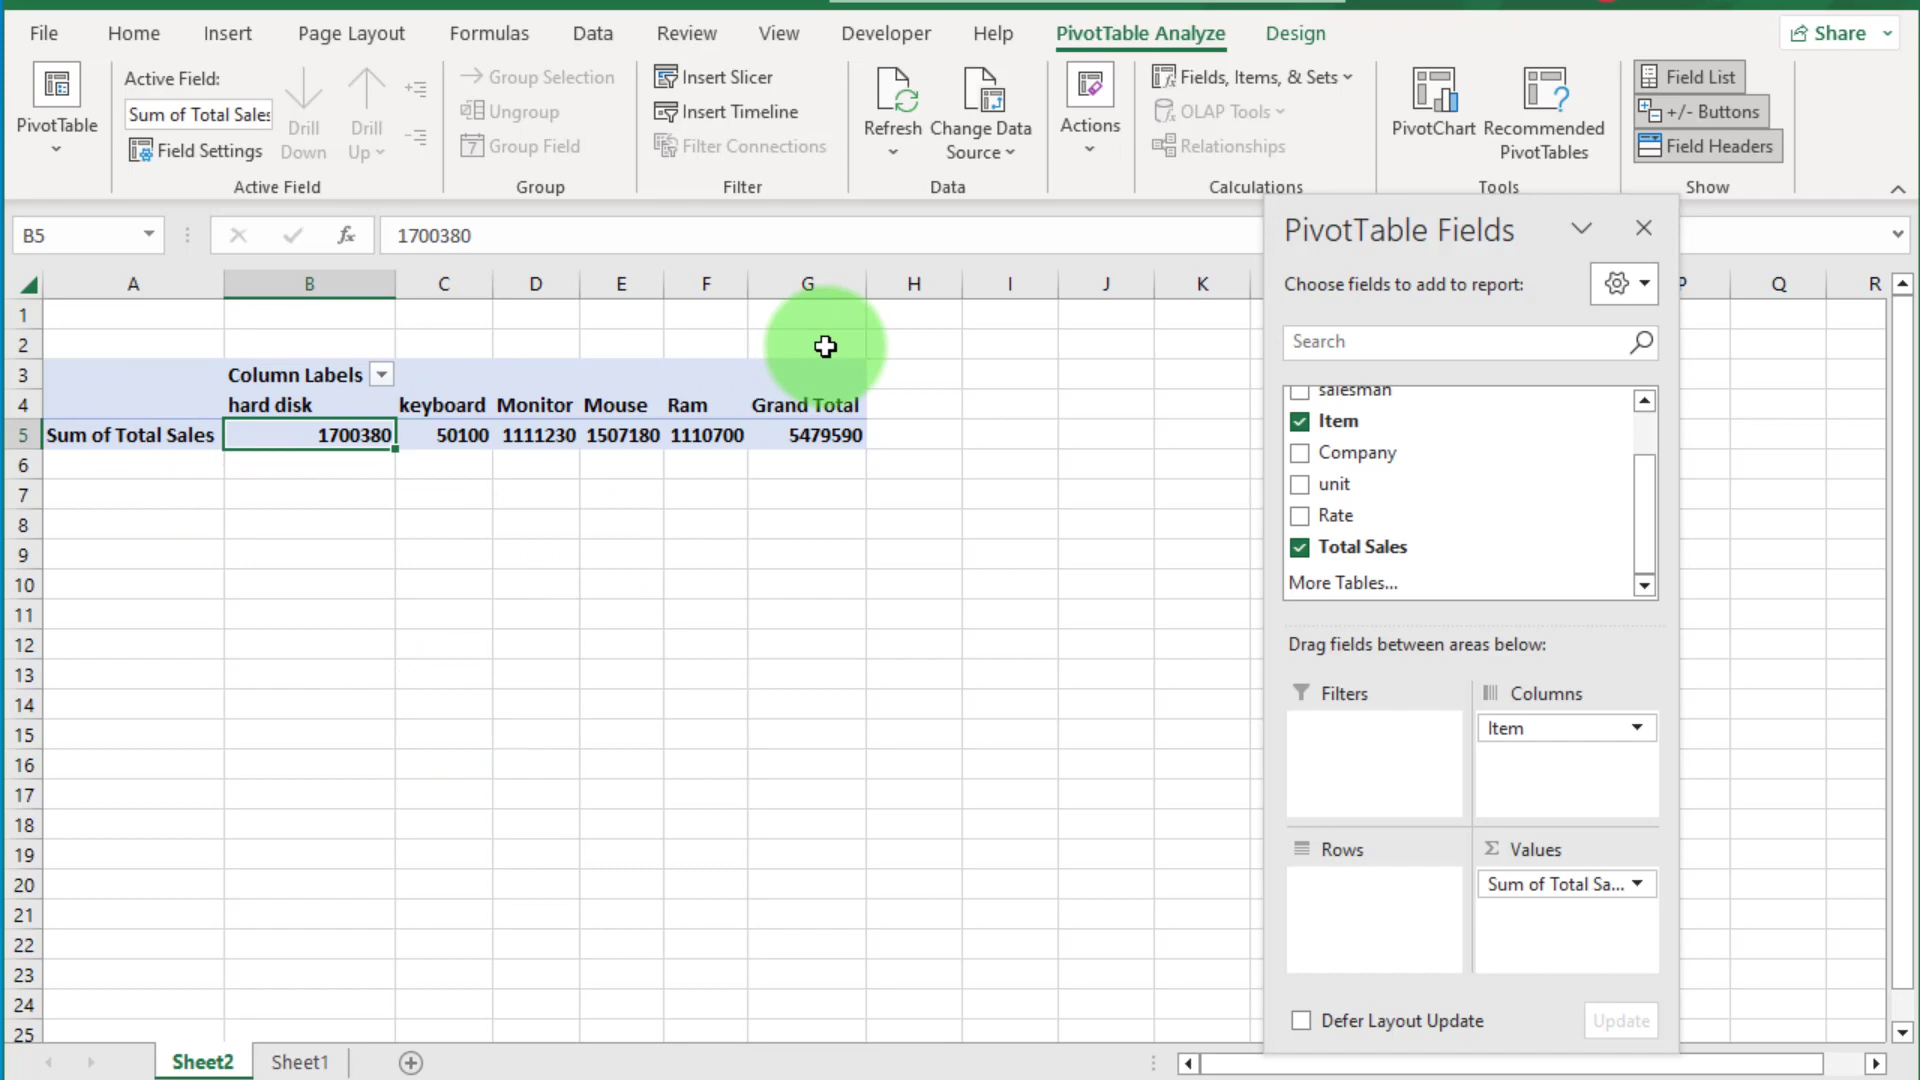 File Home Insert Page Layout Formulas Data Review View Developer Help PivotTable Analyze Design Share
PivotTable
Active Field:
Sum of Total Sales
Field Settings
Drill Down
Drill Up
Active Field
Group Selection
Ungroup
Group Field
Group
Insert Slicer
Insert Timeline
Filter Connections
Filter
Refresh
Change Data Source
Data
Actions
Fields, Items, & Sets
OLAP Tools
Relationships
Calculations
PivotChart
Recommended PivotTables
Tools
Field List
+/- Buttons
Field Headers
Show
B5 fx 1700380
A B C D E F G H I J K P Q R
1
2
3 Column Labels
4 hard disk keyboard Monitor Mouse Ram Grand Total
5 Sum of Total Sales 1700380 50100 1111230 1507180 1110700 5479590
6
7
8
9
10
11
12
13
14
15
16
17
18
19
20
21
22
23
24
25
PivotTable Fields
Choose fields to add to report:
Search
salesman
Item
Company
unit
Rate
Total Sales
More Tables...
Drag fields between areas below:
Filters
Columns
Item
Rows
Σ Values
Sum of Total Sa...
Defer Layout Update
Update
Sheet2 Sheet1